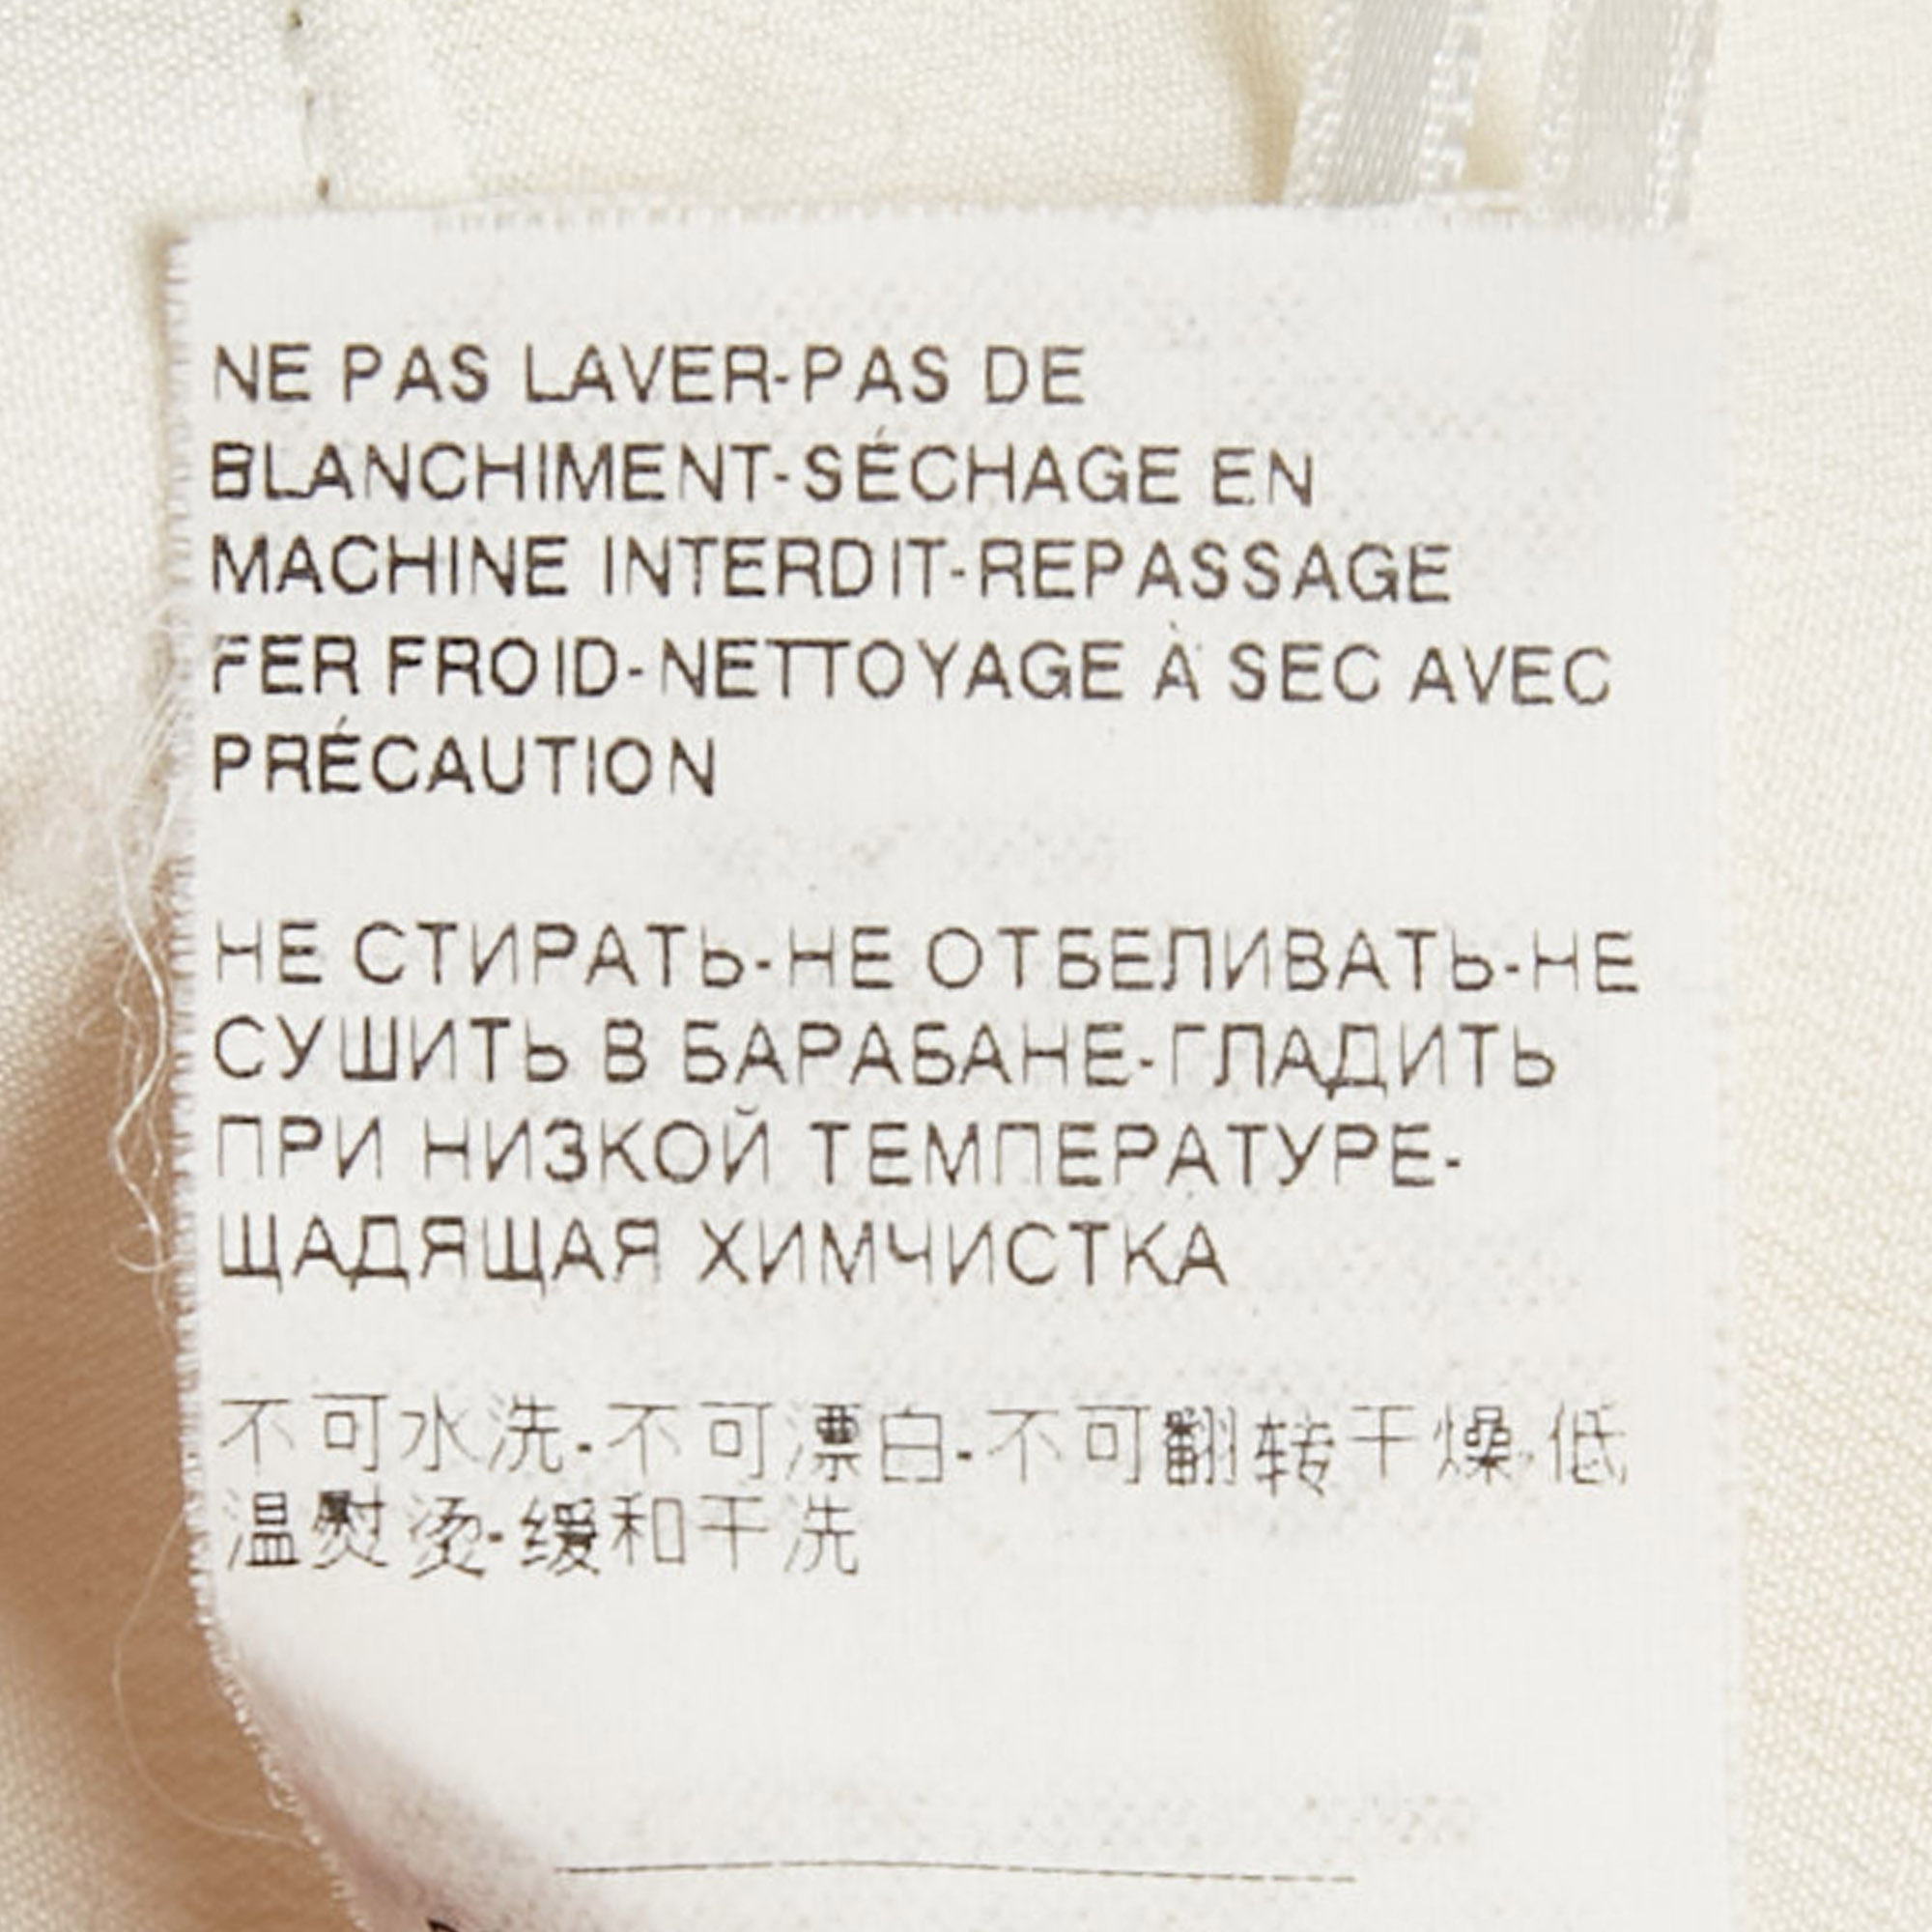 NE PAS LAVER-PAS DE
BLANCHIMENT-SÉCHAGE EN
MACHINE INTERDIT-REPASSAGE
FER FROID-NETTOYAGE À SEC AVEC
PRÉCAUTION
НЕ СТИРАТЬ-НЕ ОТБЕЛИВАТЬ-НЕ
СУШИТЬ В БАРАБАНЕ-ГЛАДИТЬ
ПРИ НИЗКОЙ ТЕМПЕРАТУРЕ-
ЩАДЯЩАЯ ХИМЧИСТКА
不可水洗-不可漂白-不可翻转干燥-低
温熨烫-缓和干洗